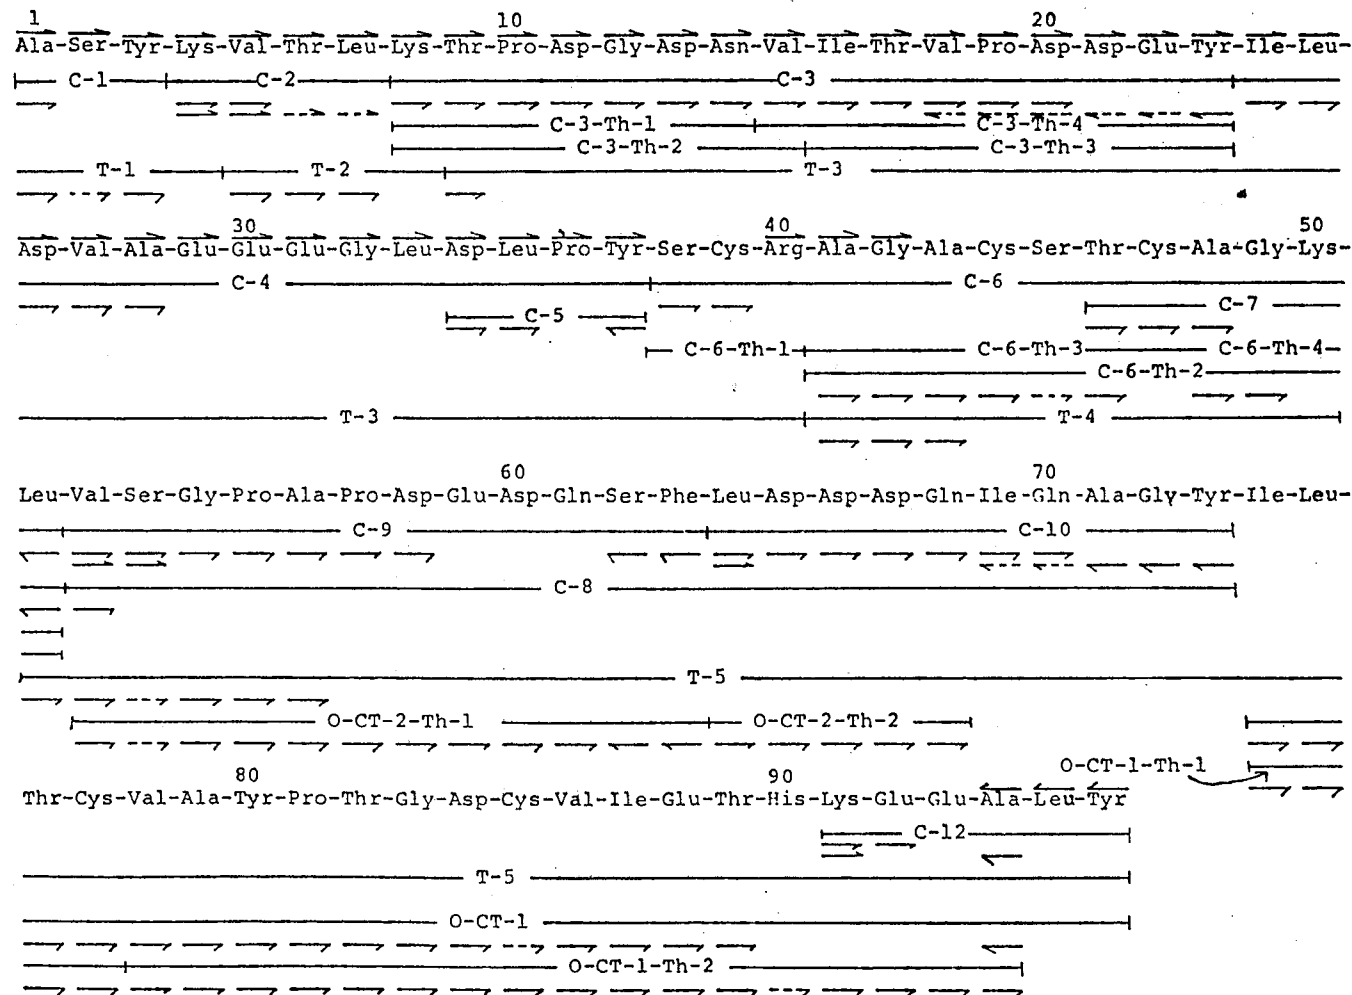 1 10 20
Ala-Ser-Tyr-Lys-Val-Thr-Leu-Lys-Thr-Pro-Asp-Gly-Asp-Asn-Val-Ile-Thr-Val-Pro-Asp-Asp-Glu-Tyr-Ile-Leu-
C-1 C-2 C-3
C-3-Th-1 C-3-Th-4
C-3-Th-2 C-3-Th-3
T-1 T-2 T-3
30 40 50
Asp-Val-Ala-Glu-Glu-Glu-Gly-Leu-Asp-Leu-Pro-Tyr-Ser-Cys-Arg-Ala-Gly-Ala-Cys-Ser-Thr-Cys-Ala-Gly-Lys-
C-4 C-6
C-5 C-7
C-6-Th-1 C-6-Th-3 C-6-Th-4
C-6-Th-2
T-3 T-4
60 70
Leu-Val-Ser-Gly-Pro-Ala-Pro-Asp-Glu-Asp-Gln-Ser-Phe-Leu-Asp-Asp-Asp-Gln-Ile-Gln-Ala-Gly-Tyr-Ile-Leu-
C-9 C-10
C-8
T-5
O-CT-2-Th-1 O-CT-2-Th-2
O-CT-1-Th-1
80 90
Thr-Cys-Val-Ala-Tyr-Pro-Thr-Gly-Asp-Cys-Val-Ile-Glu-Thr-His-Lys-Glu-Glu-Ala-Leu-Tyr
C-12
T-5
O-CT-1
O-CT-1-Th-2